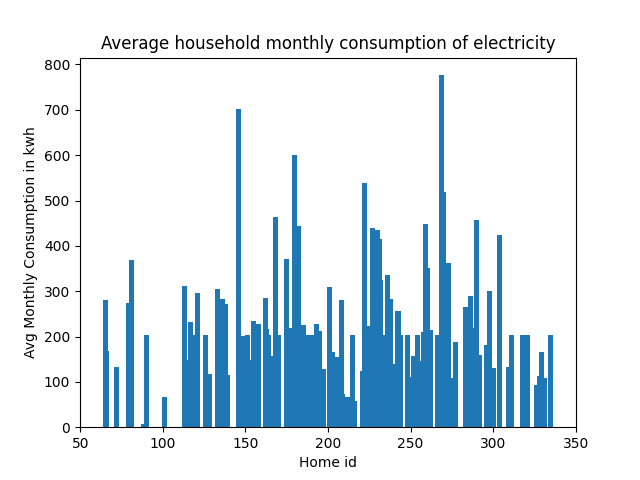 Average household monthly consumption of electricity
Avg Monthly Consumption in kwh
800
700
600
500
400
300
200
100
0
50 100 150 200 250 300 350
Home id